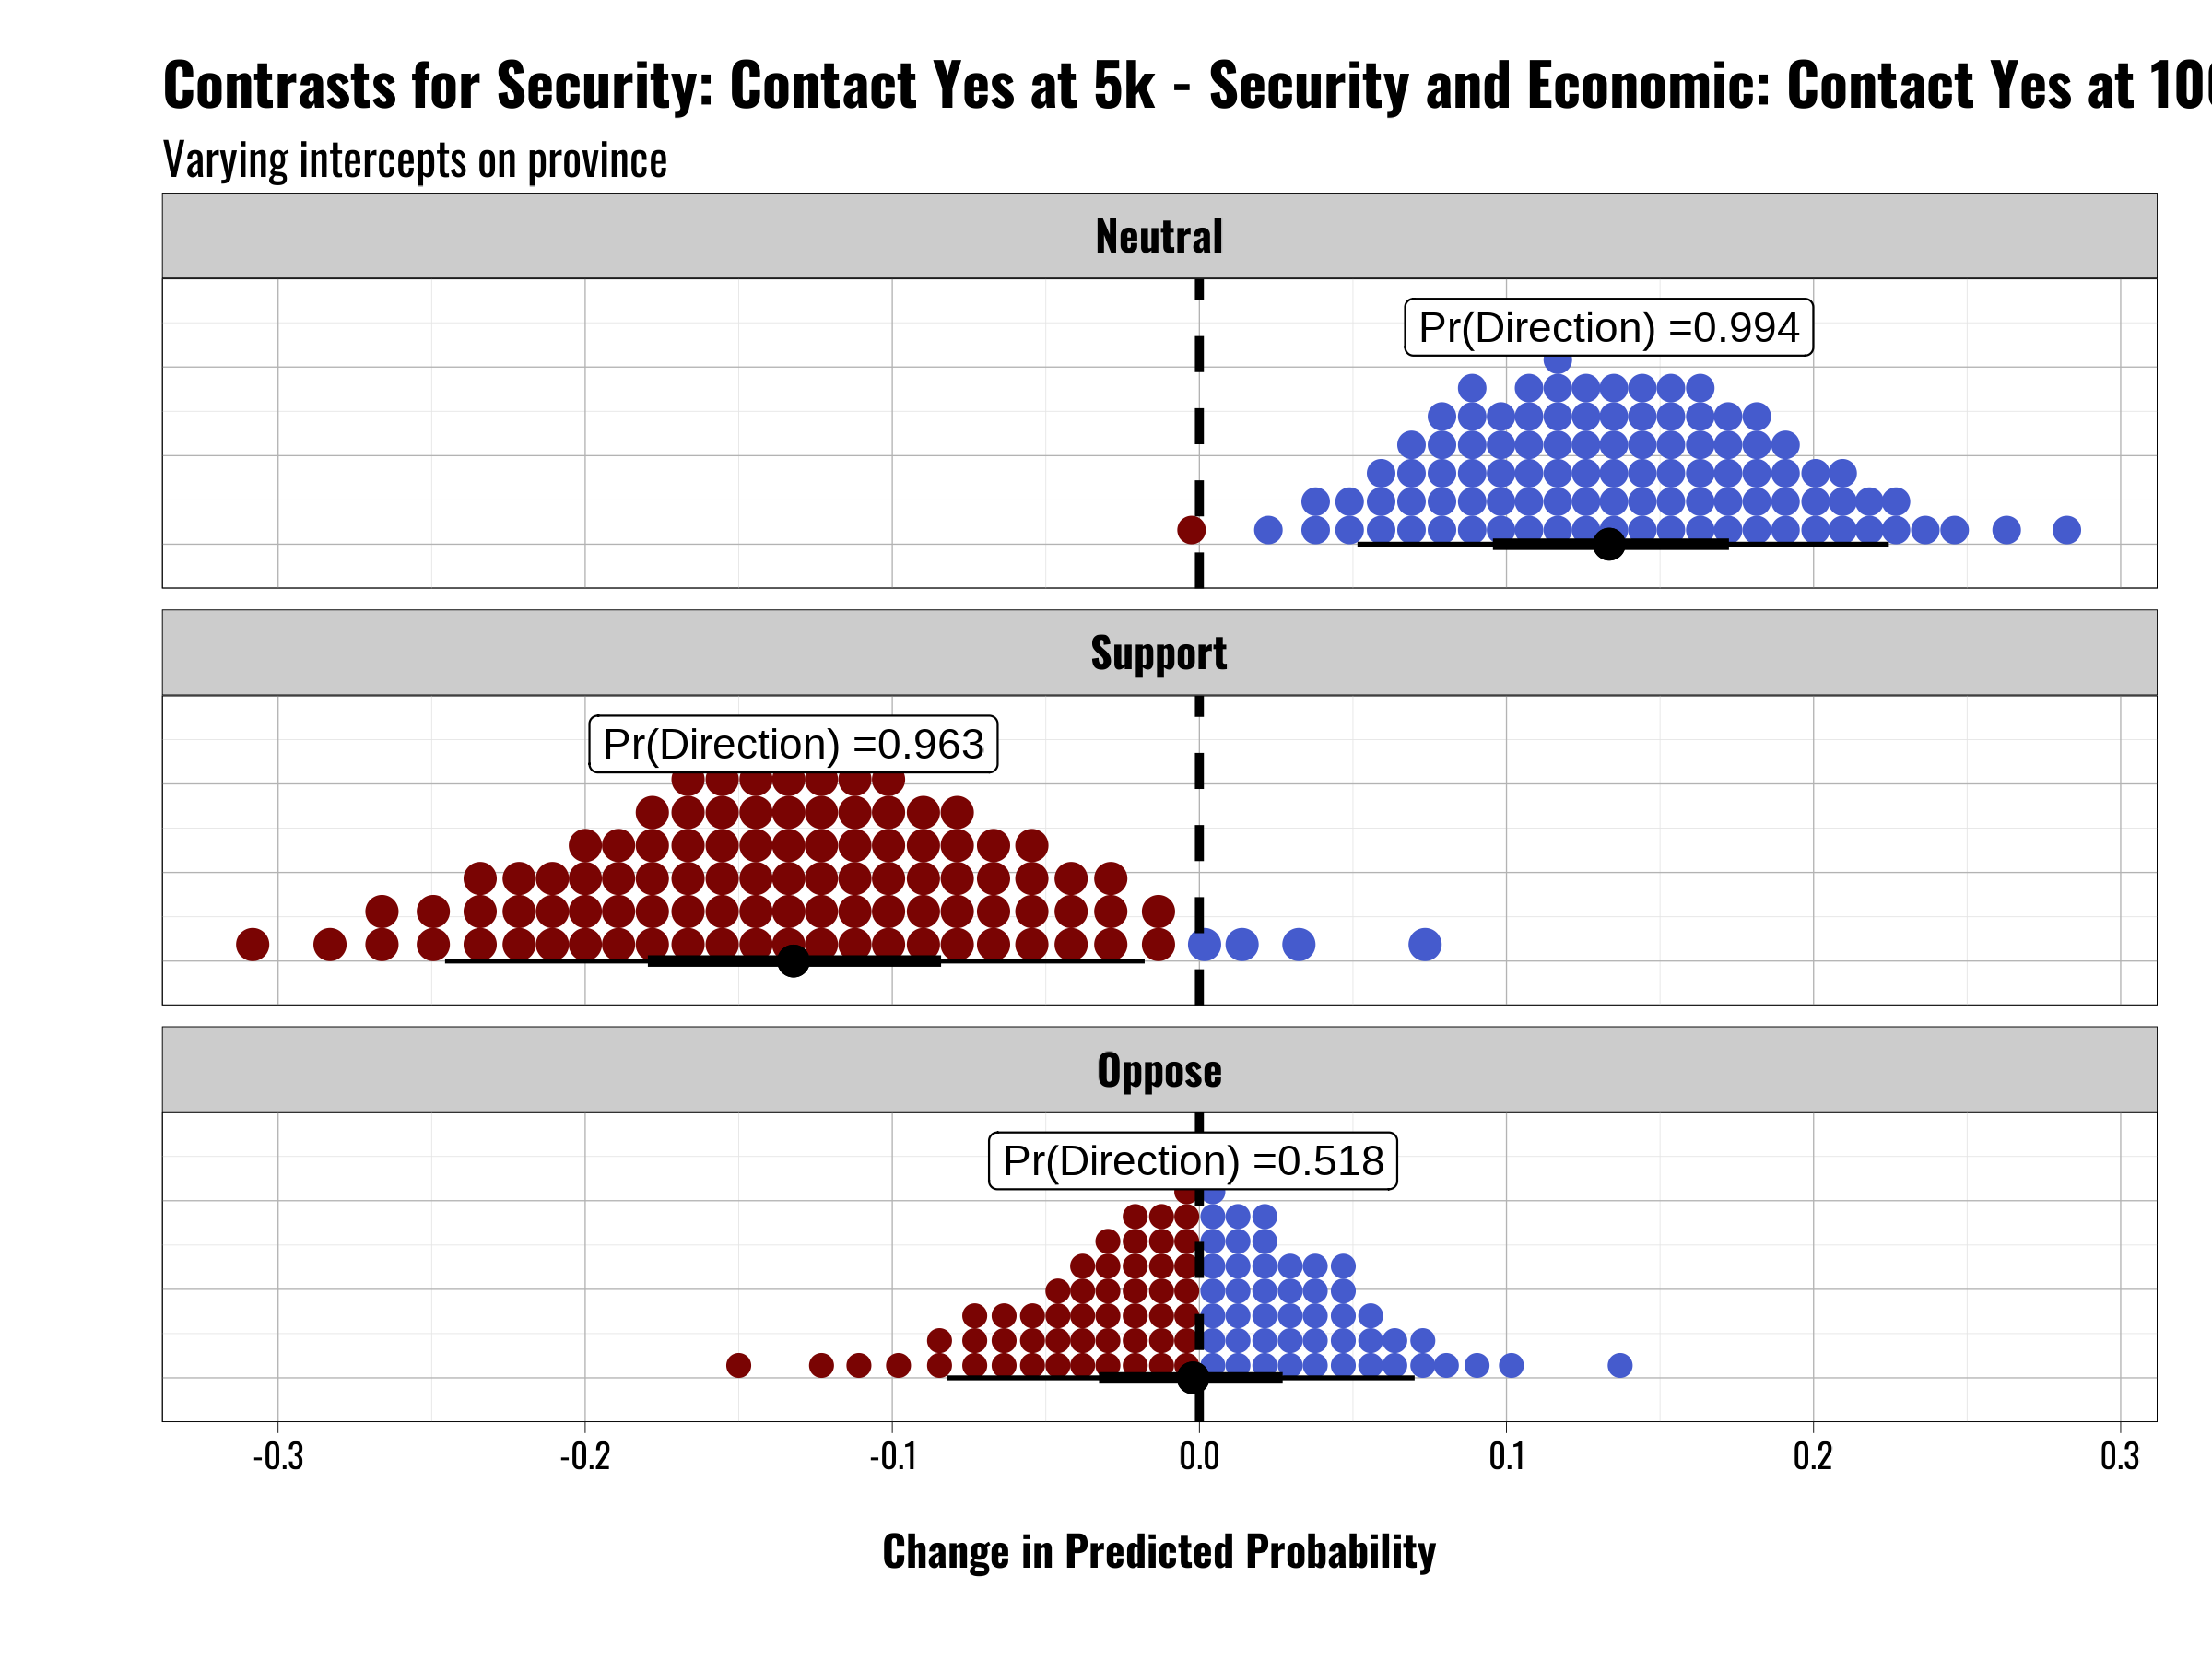 Contrasts for Security: Contact Yes at 5k - Security and Economic: Contact Yes at
Varying intercepts on province
Neutral
Pr(Direction) =0.994
Support
Pr(Direction) =0.963
Oppose
Pr(Direction) =0.518
-0.3 -0.2 -0.1 0.0 0.1 0.2 0.3
Change in Predicted Probability